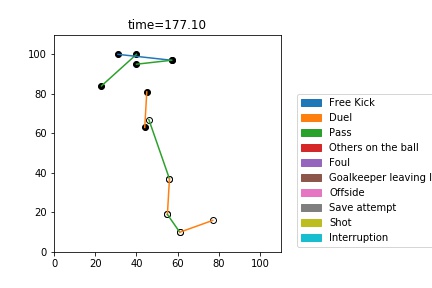 time=177.10
100
80
60
40
20
0
0 20 40 60 80 100
Free Kick
Duel
Pass
Others on the ball
Foul
Goalkeeper leaving l
Offside
Save attempt
Shot
Interruption